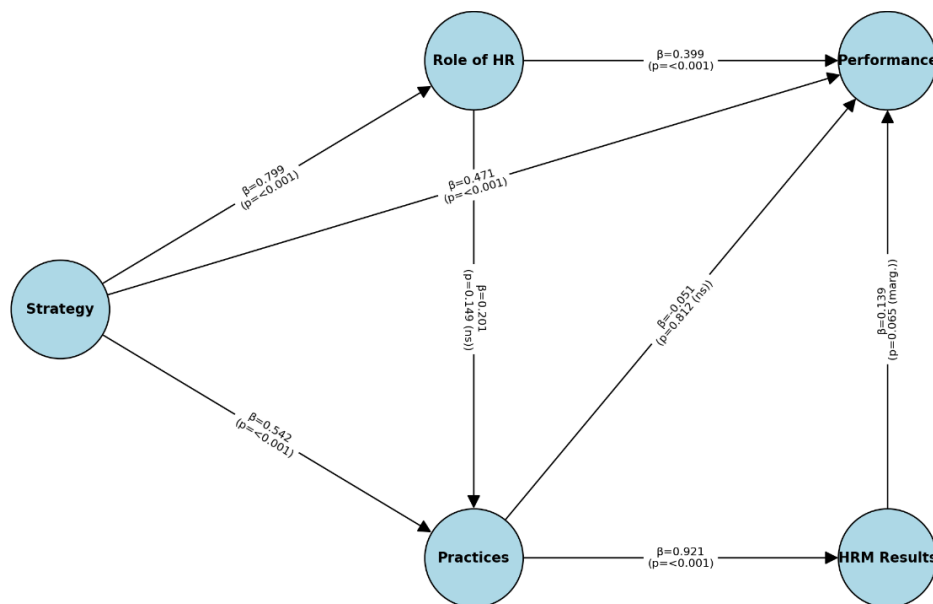 Role of HR
β=0.399
(p=<0.001)
Performance
β=0.799
(p=<0.001)
β=0.471
(p=<0.001)
Strategy
β=0.201
(p=0.149 (ns))
β=-0.051
(p=0.812 (ns))
β=0.139
(p=0.065 (marg.))
β=0.542
(p=<0.001)
Practices
β=0.921
(p=<0.001)
HRM Results